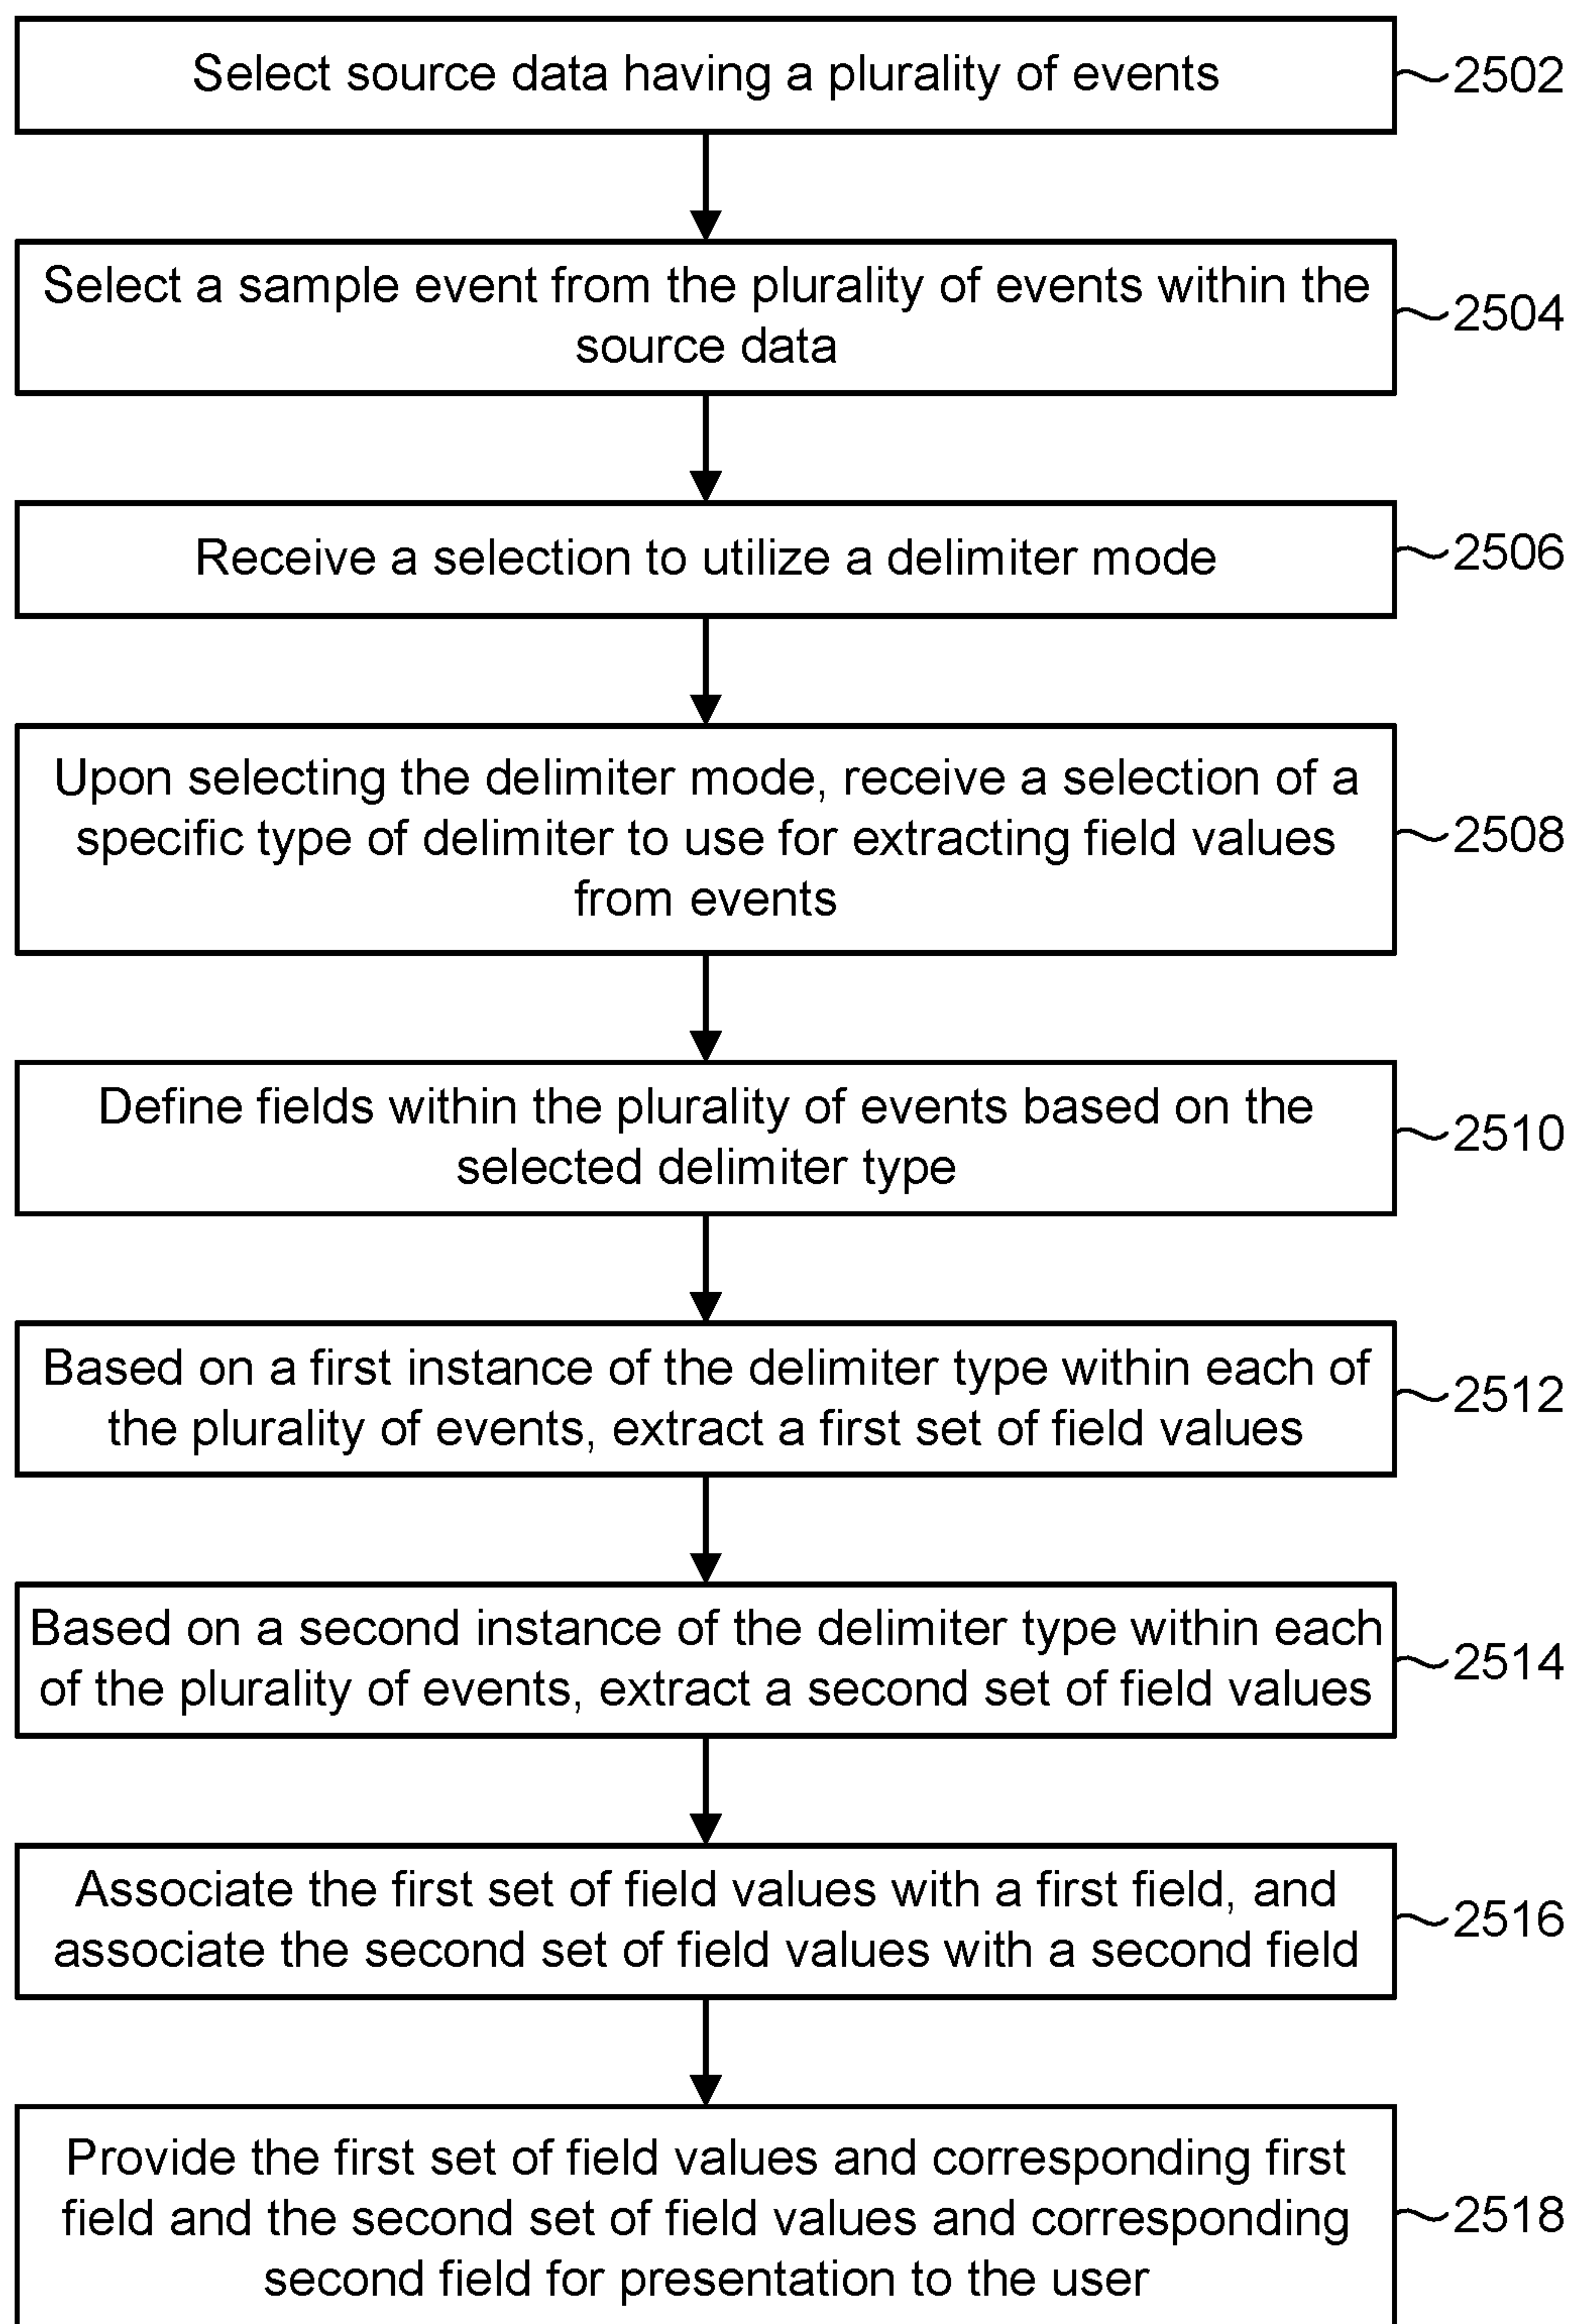 Select source data having a plurality of events
2502
Select a sample event from the plurality of events within the
source data
2504
Receive a selection to utilize a delimiter mode
2506
Upon selecting the delimiter mode, receive a selection of a
specific type of delimiter to use for extracting field values
from events
2508
Define fields within the plurality of events based on the
selected delimiter type
2510
Based on a first instance of the delimiter type within each of
the plurality of events, extract a first set of field values
2512
Based on a second instance of the delimiter type within each
of the plurality of events, extract a second set of field values
2514
Associate the first set of field values with a first field, and
associate the second set of field values with a second field
2516
Provide the first set of field values and corresponding first
field and the second set of field values and corresponding
second field for presentation to the user
2518